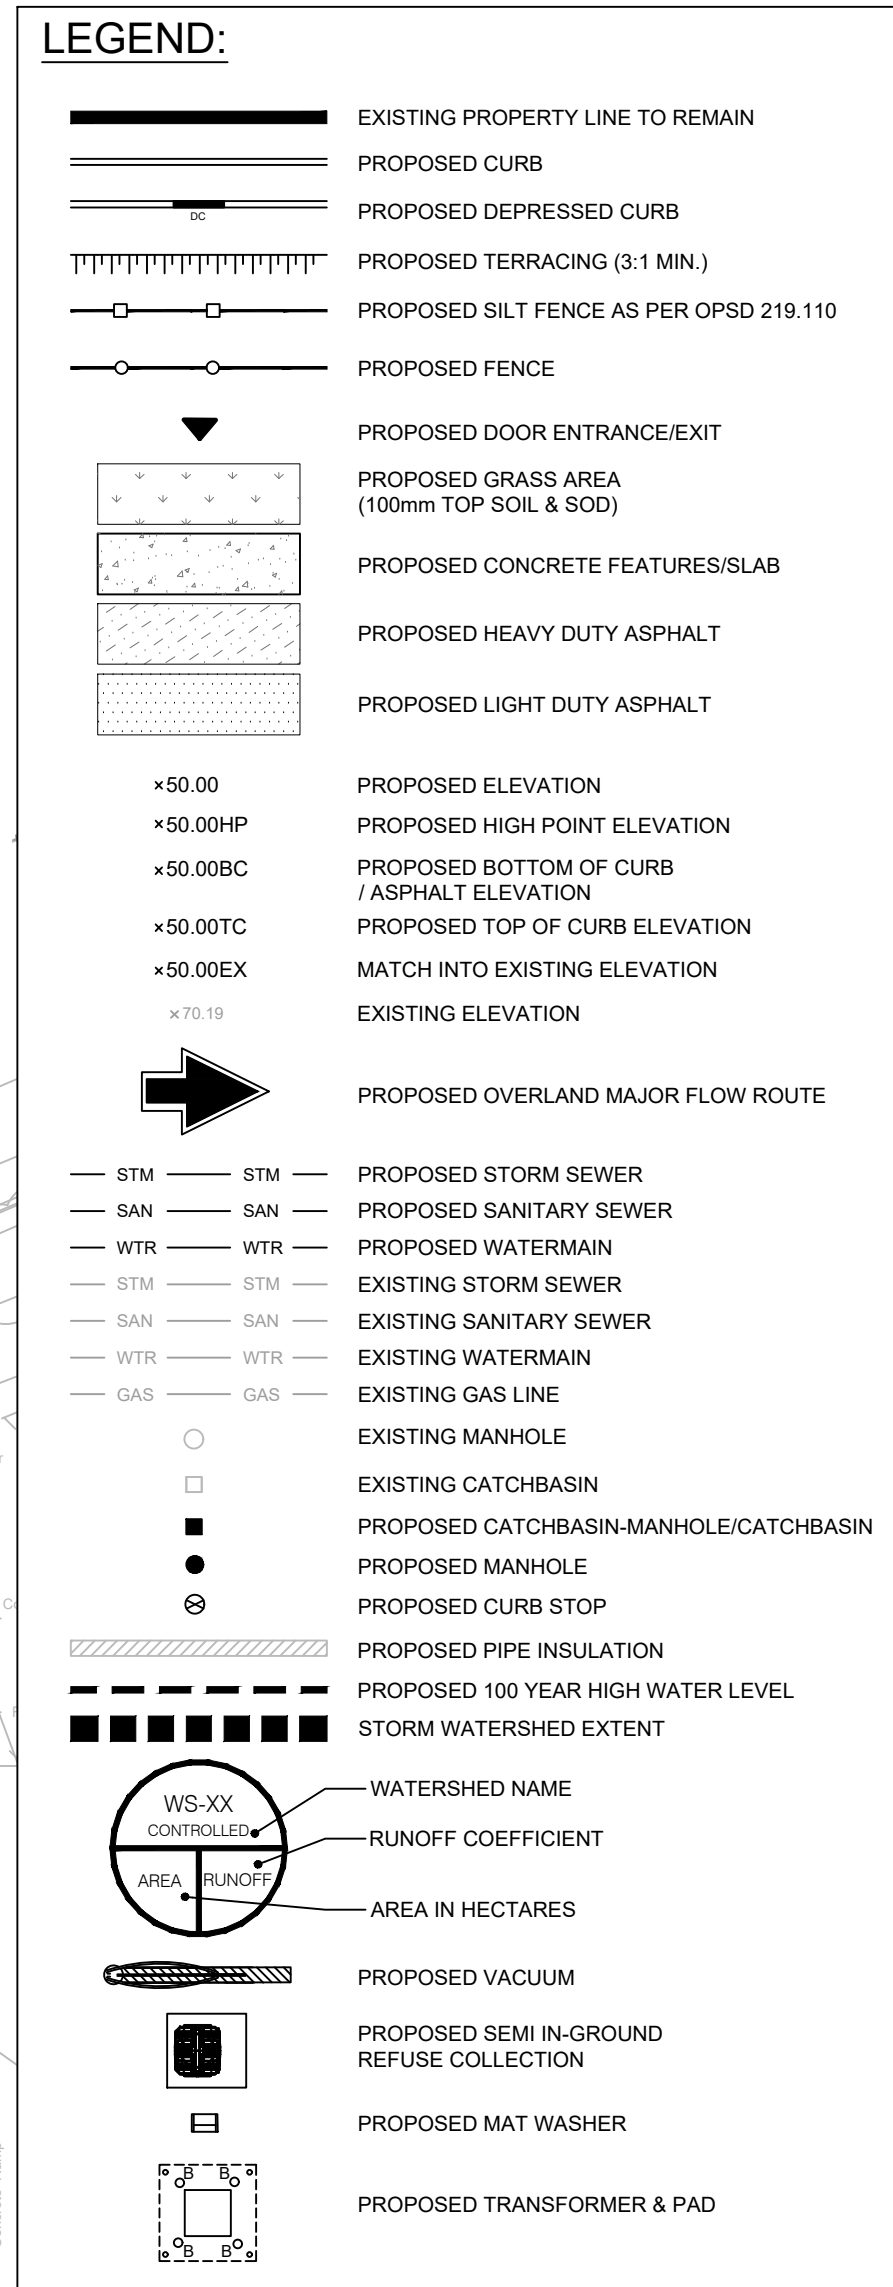 LEGEND:
EXISTING PROPERTY LINE TO REMAIN
PROPOSED CURB
DC
PROPOSED DEPRESSED CURB
PROPOSED TERRACING (3:1 MIN.)
PROPOSED SILT FENCE AS PER OPSD 219.110
PROPOSED FENCE
PROPOSED DOOR ENTRANCE/EXIT
PROPOSED GRASS AREA
(100mm TOP SOIL & SOD)
PROPOSED CONCRETE FEATURES/SLAB
PROPOSED HEAVY DUTY ASPHALT
PROPOSED LIGHT DUTY ASPHALT
×50.00 PROPOSED ELEVATION
×50.00HP PROPOSED HIGH POINT ELEVATION
×50.00BC PROPOSED BOTTOM OF CURB
/ ASPHALT ELEVATION
×50.00TC PROPOSED TOP OF CURB ELEVATION
×50.00EX MATCH INTO EXISTING ELEVATION
×70.19 EXISTING ELEVATION
PROPOSED OVERLAND MAJOR FLOW ROUTE
STM STM PROPOSED STORM SEWER
SAN SAN PROPOSED SANITARY SEWER
WTR WTR PROPOSED WATERMAIN
STM STM EXISTING STORM SEWER
SAN SAN EXISTING SANITARY SEWER
WTR WTR EXISTING WATERMAIN
GAS GAS EXISTING GAS LINE
EXISTING MANHOLE
EXISTING CATCHBASIN
PROPOSED CATCHBASIN-MANHOLE/CATCHBASIN
PROPOSED MANHOLE
PROPOSED CURB STOP
PROPOSED PIPE INSULATION
PROPOSED 100 YEAR HIGH WATER LEVEL
STORM WATERSHED EXTENT
WS-XX
WATERSHED NAME
CONTROLLED
RUNOFF COEFFICIENT
AREA RUNOFF
AREA IN HECTARES
PROPOSED VACUUM
PROPOSED SEMI IN-GROUND
REFUSE COLLECTION
PROPOSED MAT WASHER
B B
PROPOSED TRANSFORMER & PAD
B B